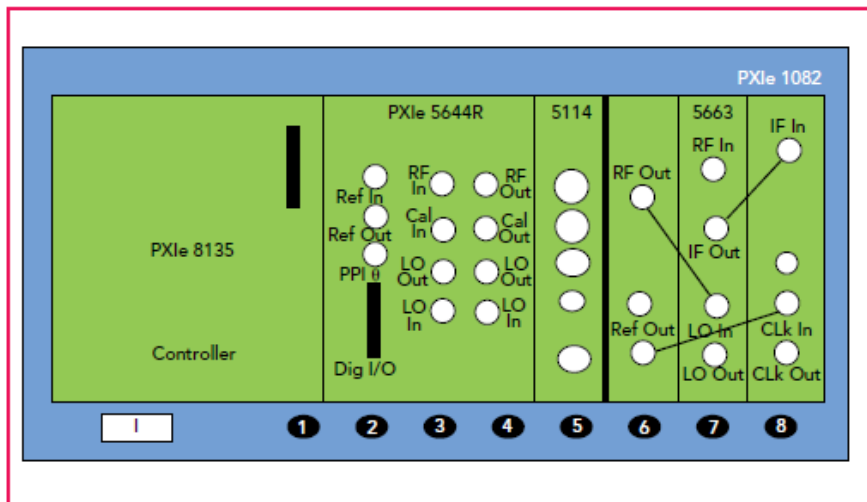 PXIe 1082
PXIe 5644R
5114
5663
IF In
RF In
RF In
RF Out
RF Out
Ref In
Cal In
Cal Out
Ref Out
IF Out
PXIe 8135
PPI θ
LO Out
LO Out
LO In
LO In
Ref Out
LO In
CLk In
Controller
Dig I/O
LO Out
CLk Out
I
1 2 3 4 5 6 7 8